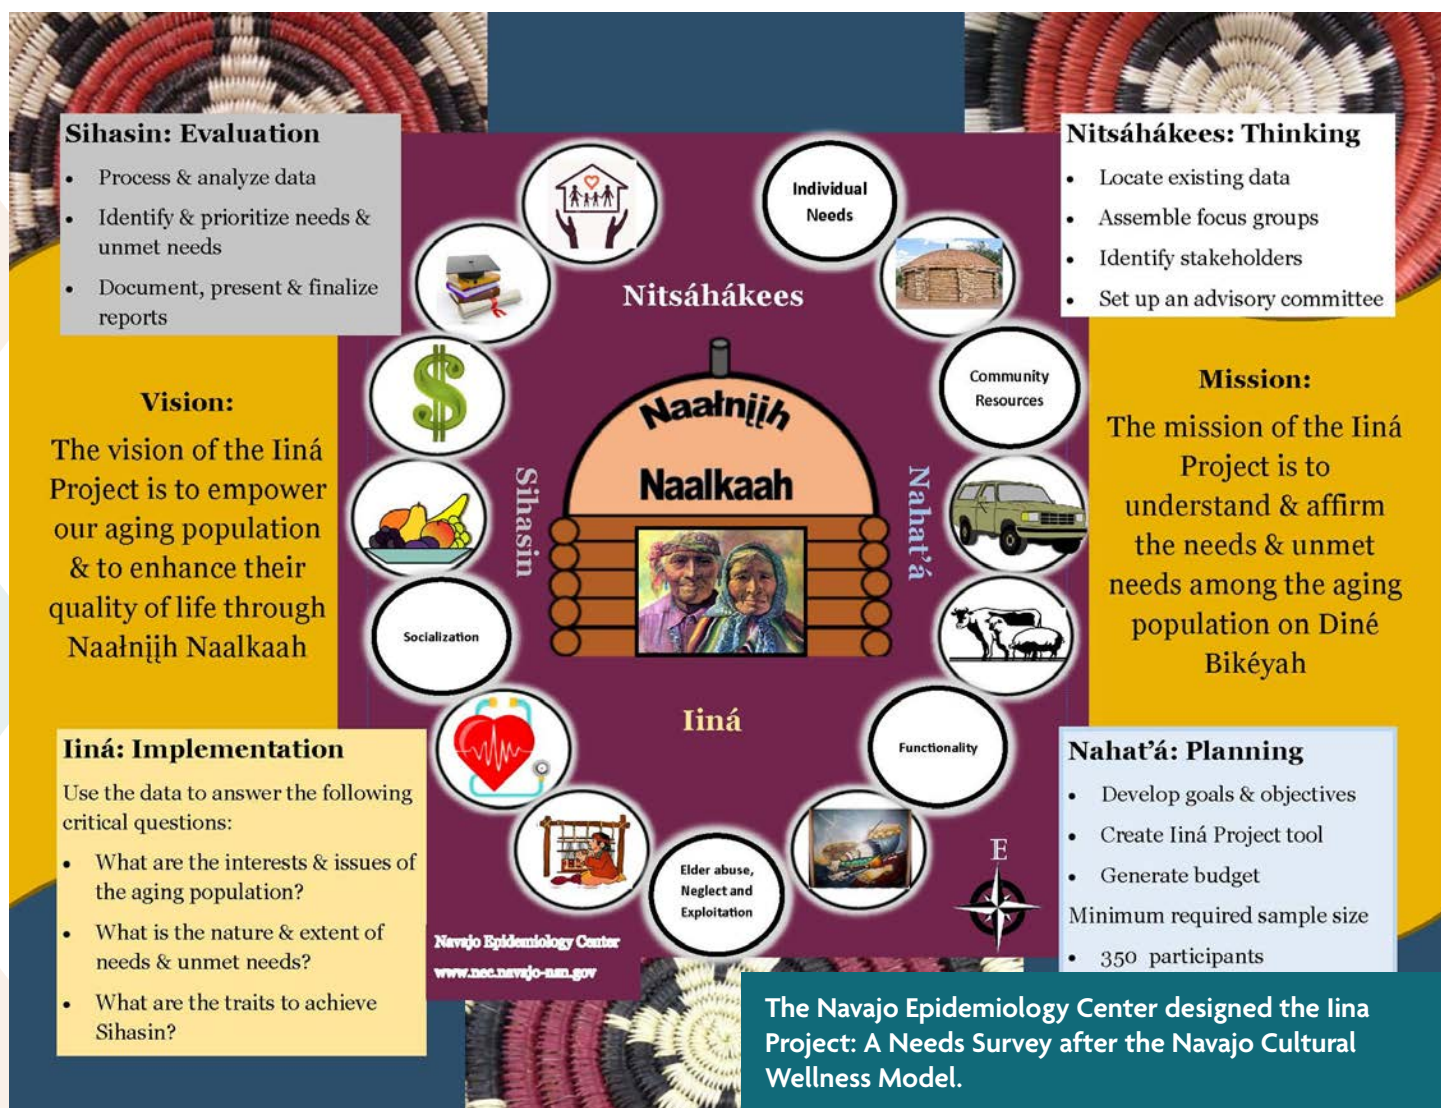 Sihasin: Evaluation
• Process & analyze data
• Identify & prioritize needs &
unmet needs
• Document, present & finalize
reports
Nitsáhákees: Thinking
• Locate existing data
• Assemble focus groups
• Identify stakeholders
• Set up an advisory committee
Vision:
The vision of the Iiná
Project is to empower
our aging population
& to enhance their
quality of life through
Naałnįįh Naalkaah
Individual
Needs
Community
Resources
Functionality
Elder abuse,
Neglect and
Exploitation
Socialization
Nitsáhákees
Nahat’á
Iiná
Sihasin
Naałnįįh
Naalkaah
E
Mission:
The mission of the Iiná
Project is to
understand & affirm
the needs & unmet
needs among the aging
population on Diné
Bikéyah
Iiná: Implementation
Use the data to answer the following
critical questions:
• What are the interests & issues of
the aging population?
• What is the nature & extent of
needs & unmet needs?
• What are the traits to achieve
Sihasin?
Navajo Epidemiology Center
www.nec.navajo-nsn.gov
Nahat’á: Planning
• Develop goals & objectives
• Create Iiná Project tool
• Generate budget
Minimum required sample size
• 350 participants
The Navajo Epidemiology Center designed the Iina
Project: A Needs Survey after the Navajo Cultural
Wellness Model.